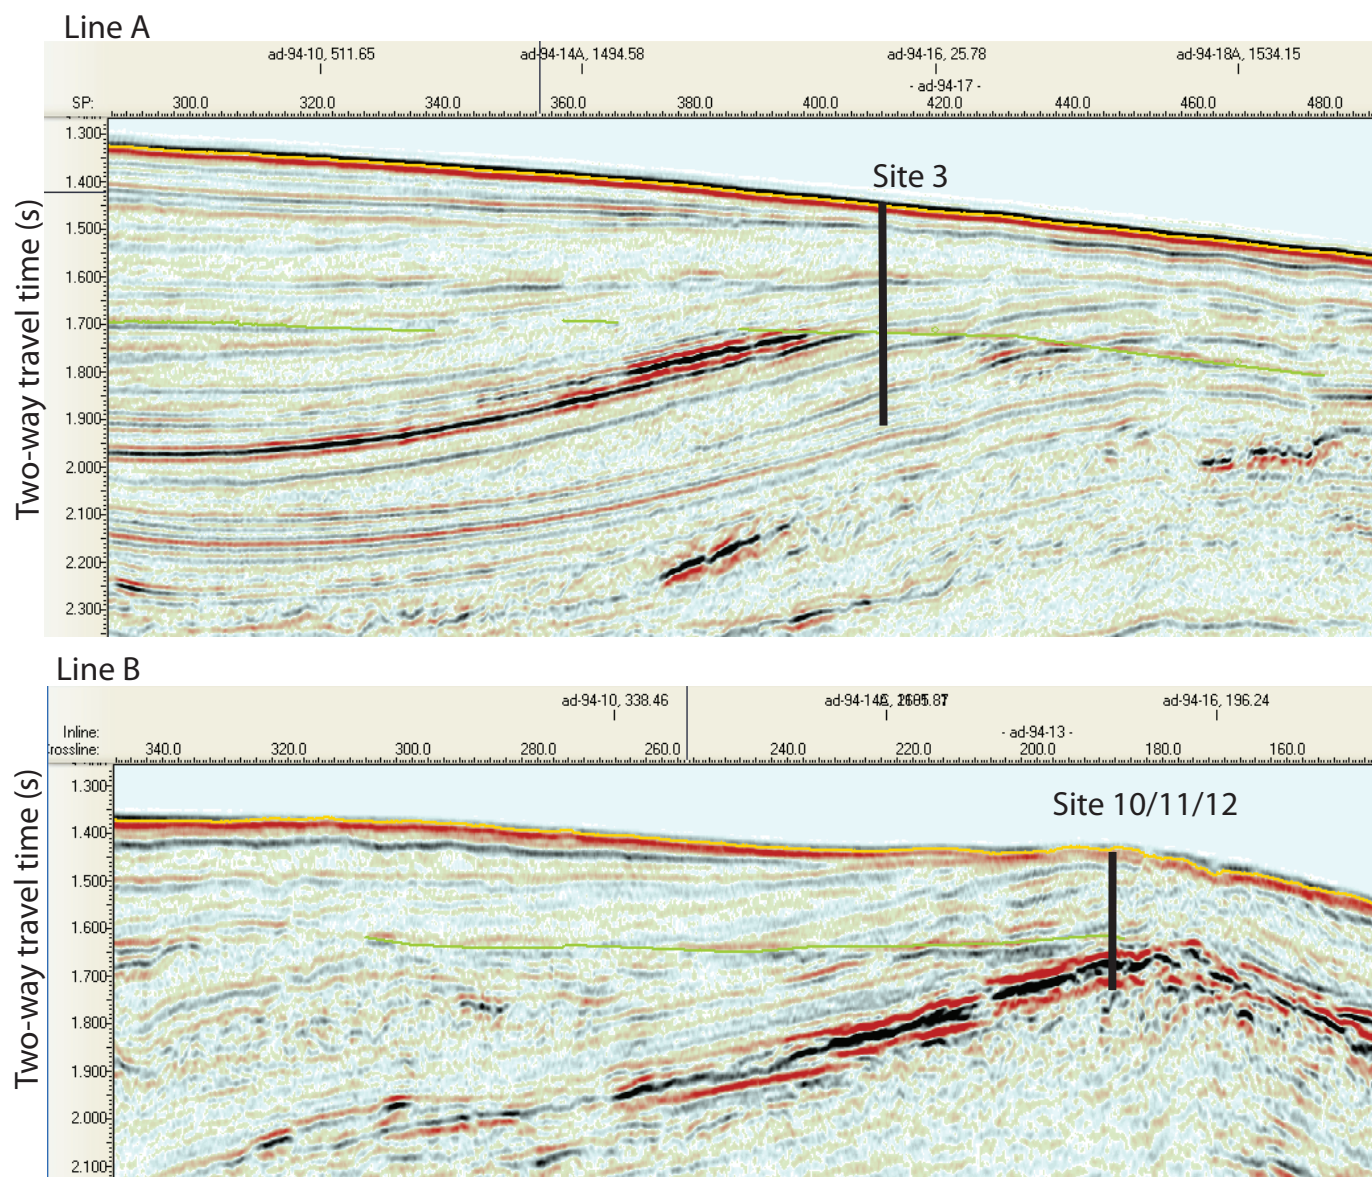 Line A
ad-94-10, 511.65 ad-94-14A, 1494.58 ad-94-16, 25.78 ad-94-18A, 1534.15
- ad-94-17 -
SP: 300.0 320.0 340.0 360.0 380.0 400.0 420.0 440.0 460.0 480.0
Two-way travel time (s)
1.300
1.400
1.500
1.600
1.700
1.800
1.900
2.000
2.100
2.200
2.300
Site 3
Line B
ad-94-10, 338.46 ad-94-16, 196.24
Inline: - ad-94-13 -
Crossline: 340.0 320.0 300.0 280.0 260.0 240.0 220.0 200.0 180.0 160.0
Two-way travel time (s)
1.300
1.400
1.500
1.600
1.700
1.800
1.900
2.000
2.100
Site 10/11/12